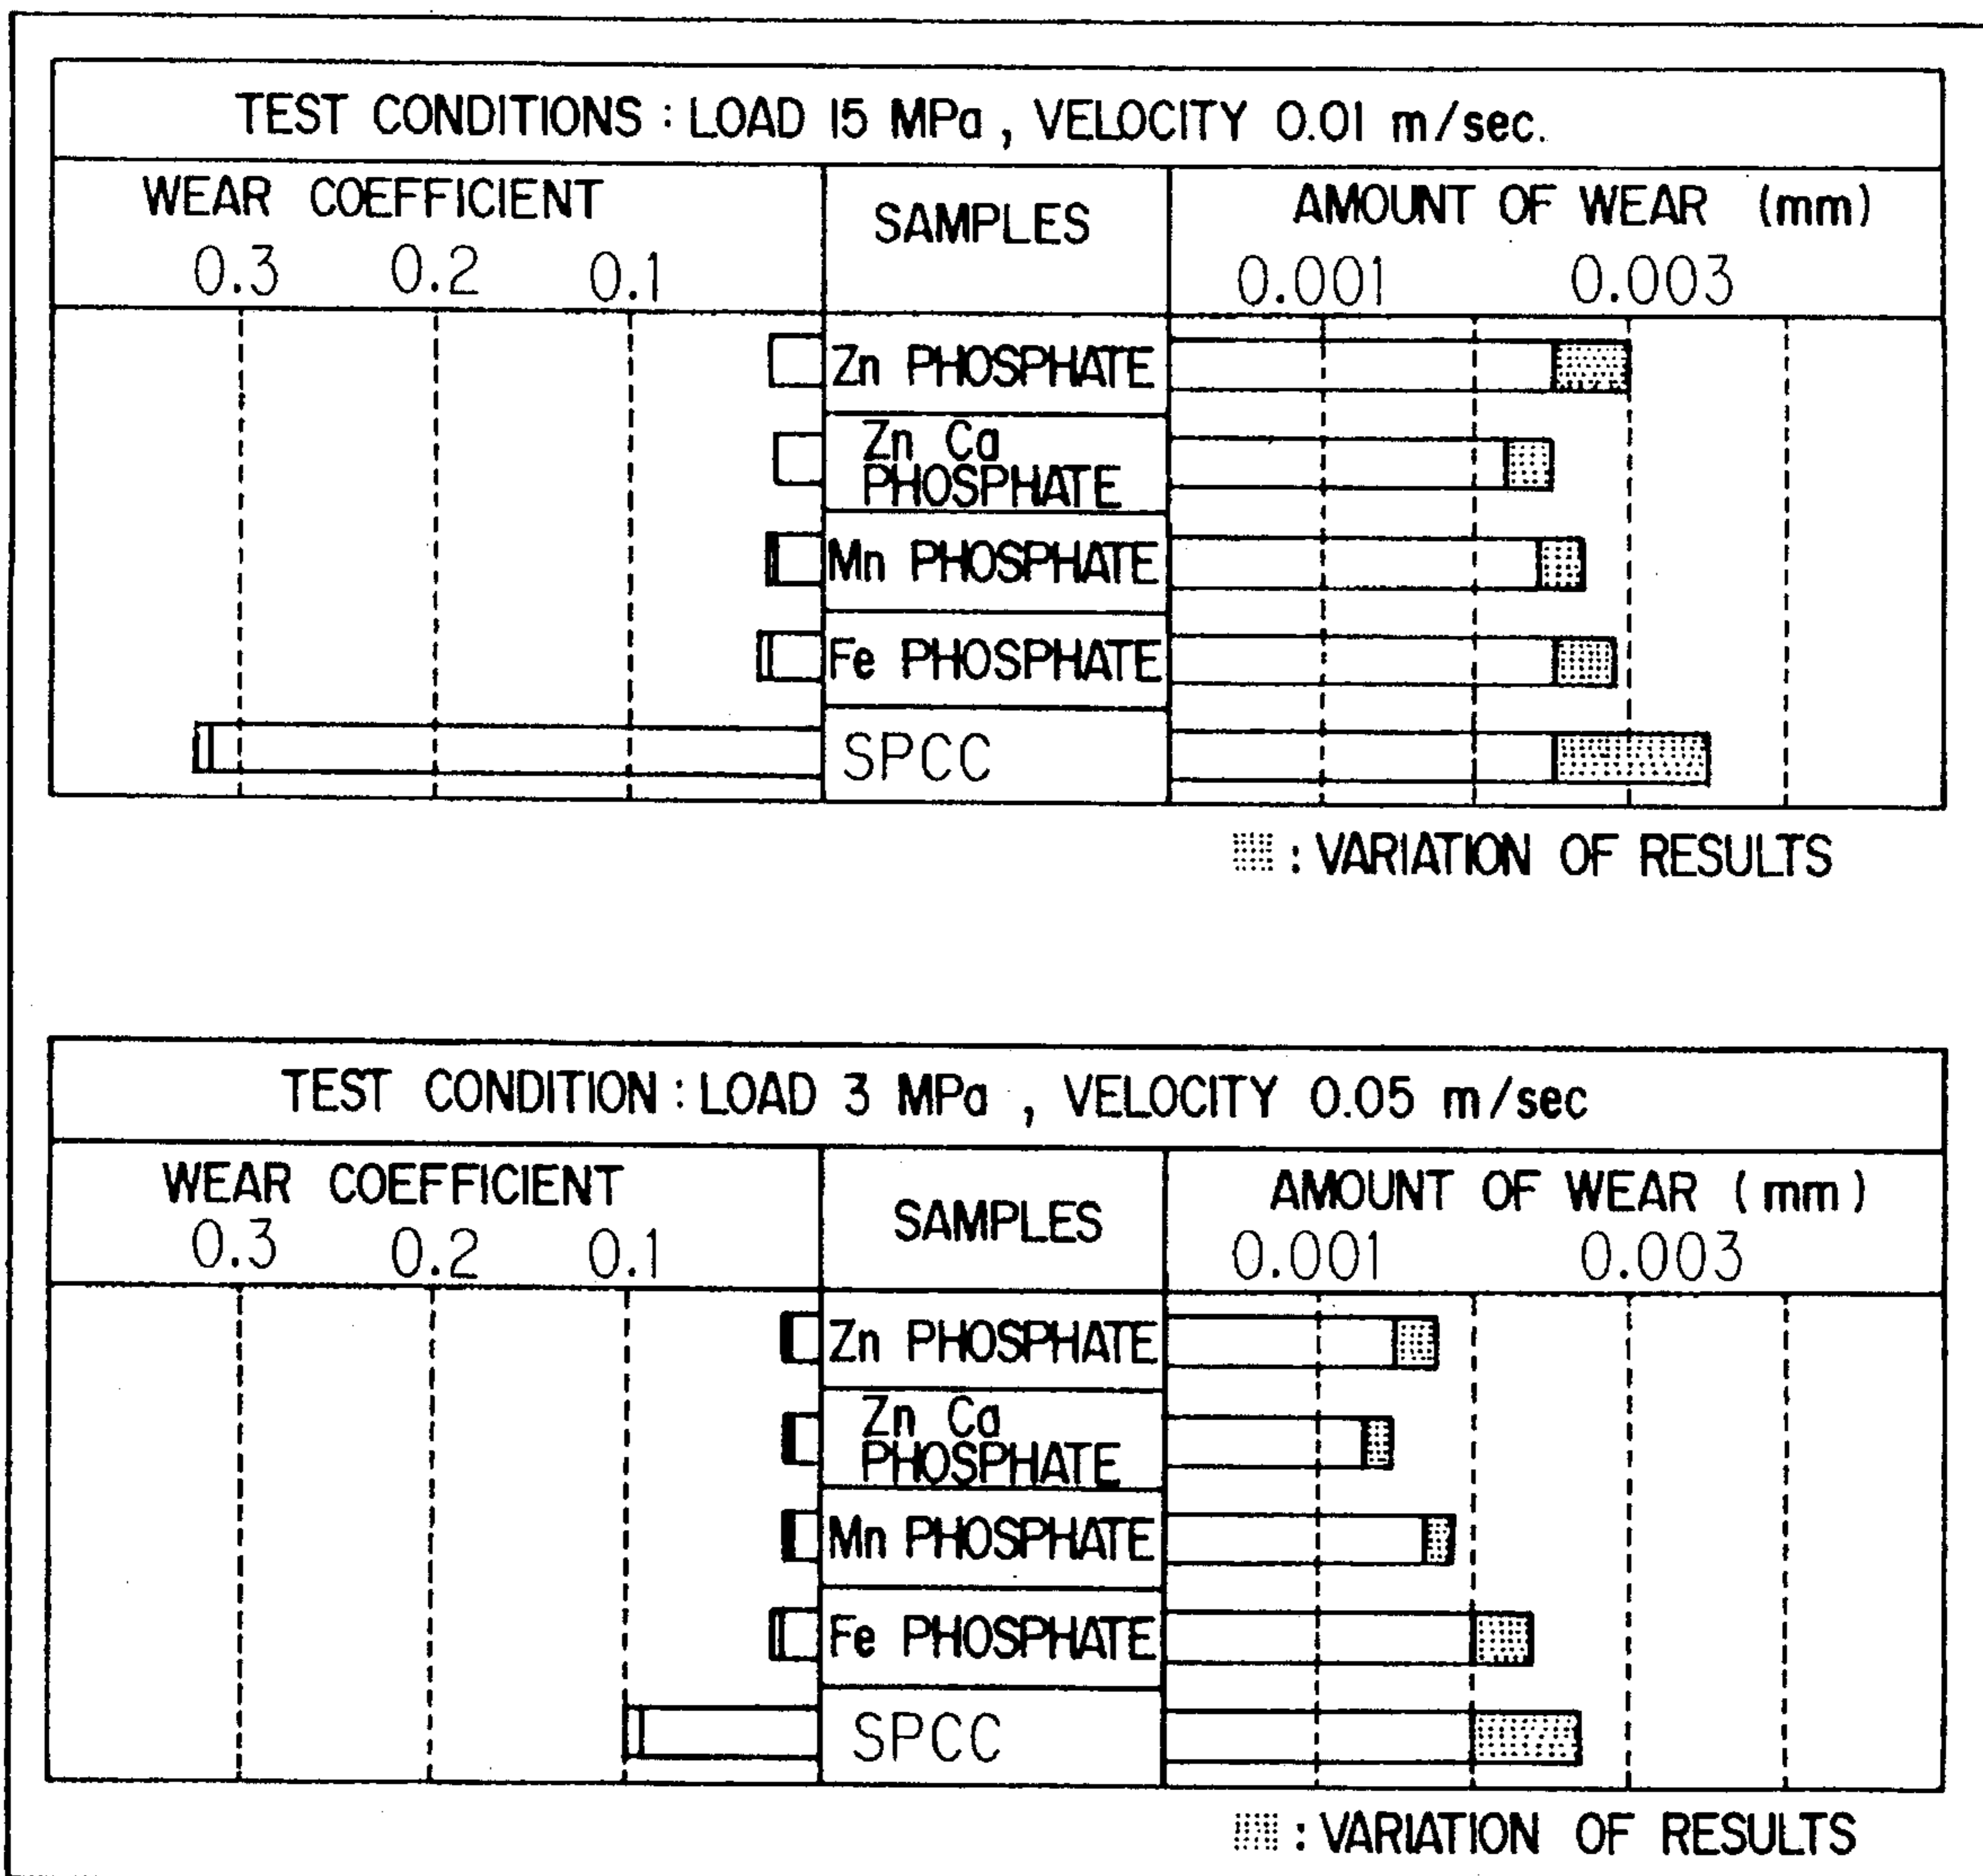 TEST CONDITIONS : LOAD 15 MPa , VELOCITY 0.01 m/sec.
WEAR COEFFICIENT
0.3 0.2 0.1
SAMPLES
AMOUNT OF WEAR (mm)
0.001 0.003
Zn PHOSPHATE
Zn Ca
PHOSPHATE
Mn PHOSPHATE
Fe PHOSPHATE
SPCC
: VARIATION OF RESULTS
TEST CONDITION : LOAD 3 MPa , VELOCITY 0.05 m/sec
WEAR COEFFICIENT
0.3 0.2 0.1
SAMPLES
AMOUNT OF WEAR (mm)
0.001 0.003
Zn PHOSPHATE
Zn Ca
PHOSPHATE
Mn PHOSPHATE
Fe PHOSPHATE
SPCC
: VARIATION OF RESULTS